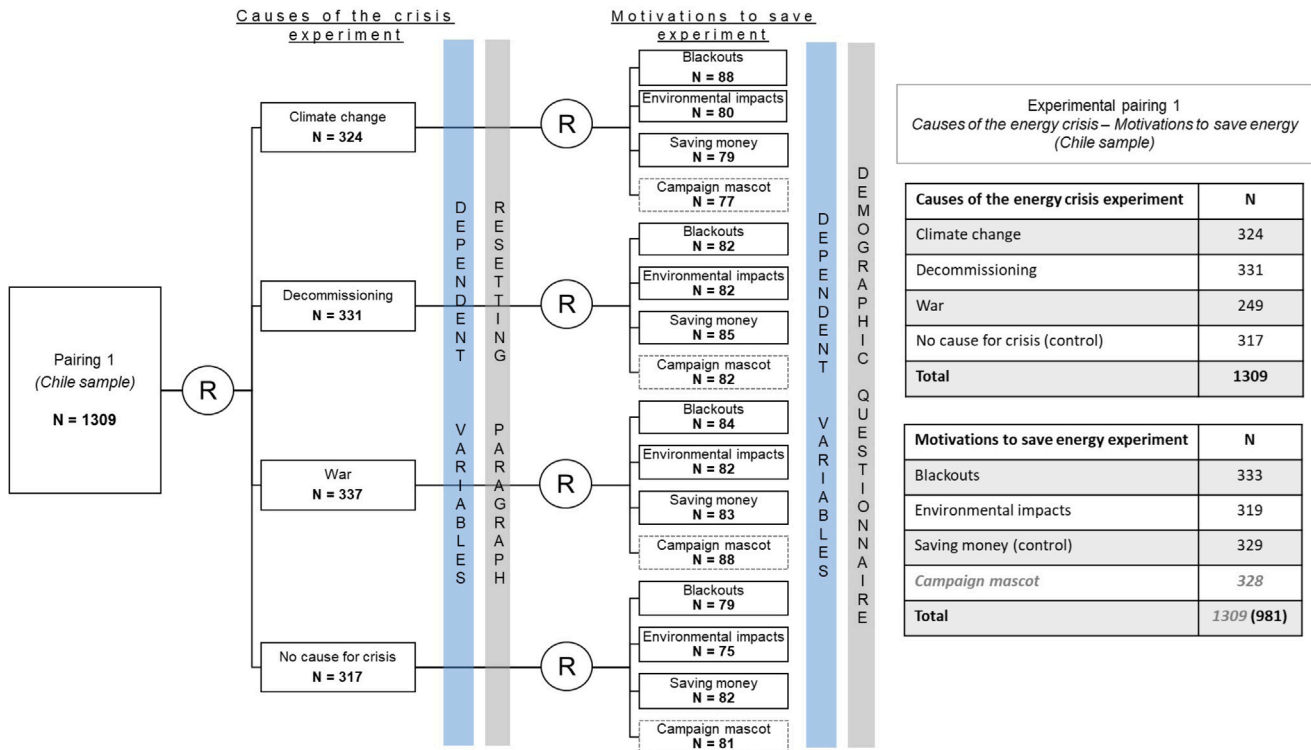 Causes of the crisis
experiment
Motivations to save
experiment
Pairing 1
(Chile sample)
N = 1309
R
Climate change
N = 324
Decommissioning
N = 331
War
N = 337
No cause for crisis
N = 317
DEPENDENT VARIABLES
RESETTING PARAGRAPH
R
Blackouts
N = 88
Environmental impacts
N = 80
Saving money
N = 79
Campaign mascot
N = 77
R
Blackouts
N = 82
Environmental impacts
N = 82
Saving money
N = 85
Campaign mascot
N = 82
R
Blackouts
N = 84
Environmental impacts
N = 82
Saving money
N = 83
Campaign mascot
N = 88
R
Blackouts
N = 79
Environmental impacts
N = 75
Saving money
N = 82
Campaign mascot
N = 81
DEPENDENT VARIABLES
DEMOGRAPHIC QUESTIONNAIRE
Experimental pairing 1
Causes of the energy crisis – Motivations to save energy
(Chile sample)
Causes of the energy crisis experiment N
Climate change 324
Decommissioning 331
War 249
No cause for crisis (control) 317
Total 1309
Motivations to save energy experiment N
Blackouts 333
Environmental impacts 319
Saving money (control) 329
Campaign mascot 328
Total 1309 (981)